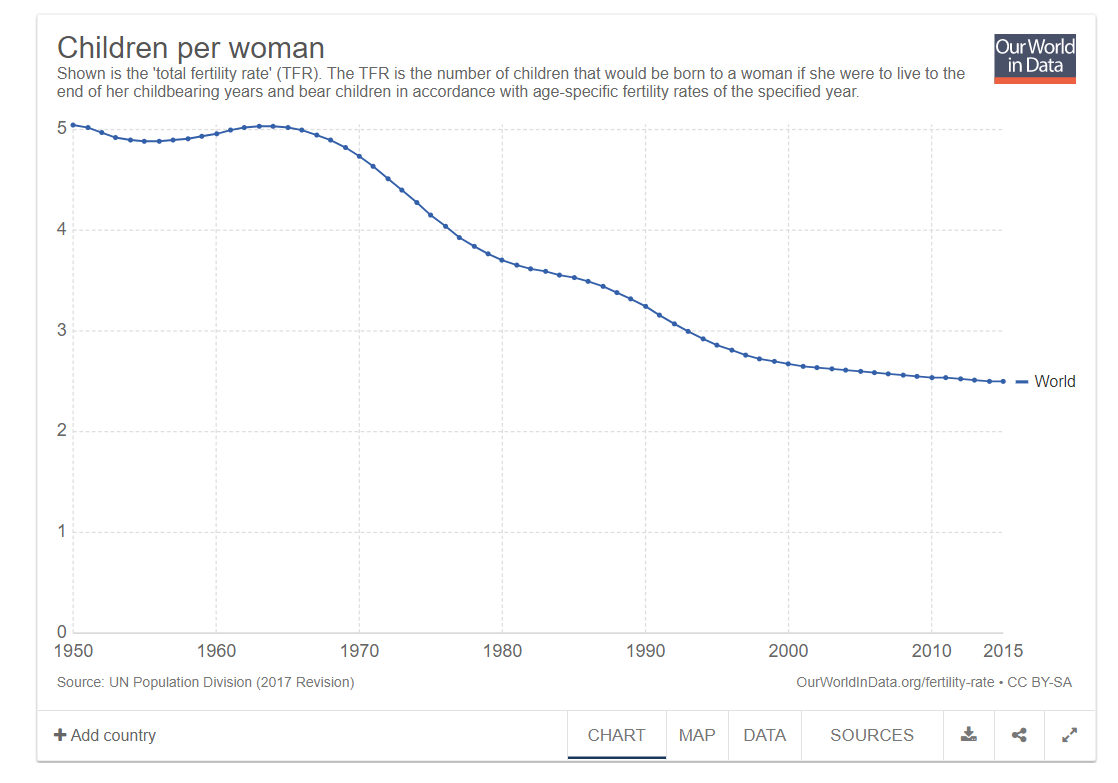 Children per woman
Our World
in Data
Shown is the 'total fertility rate' (TFR). The TFR is the number of children that would be born to a woman if she were to live to the
end of her childbearing years and bear children in accordance with age-specific fertility rates of the specified year.
5
4
3
2
1
0
World
1950 1960 1970 1980 1990 2000 2010 2015
Source: UN Population Division (2017 Revision) OurWorldInData.org/fertility-rate • CC BY-SA
Add country CHART MAP DATA SOURCES